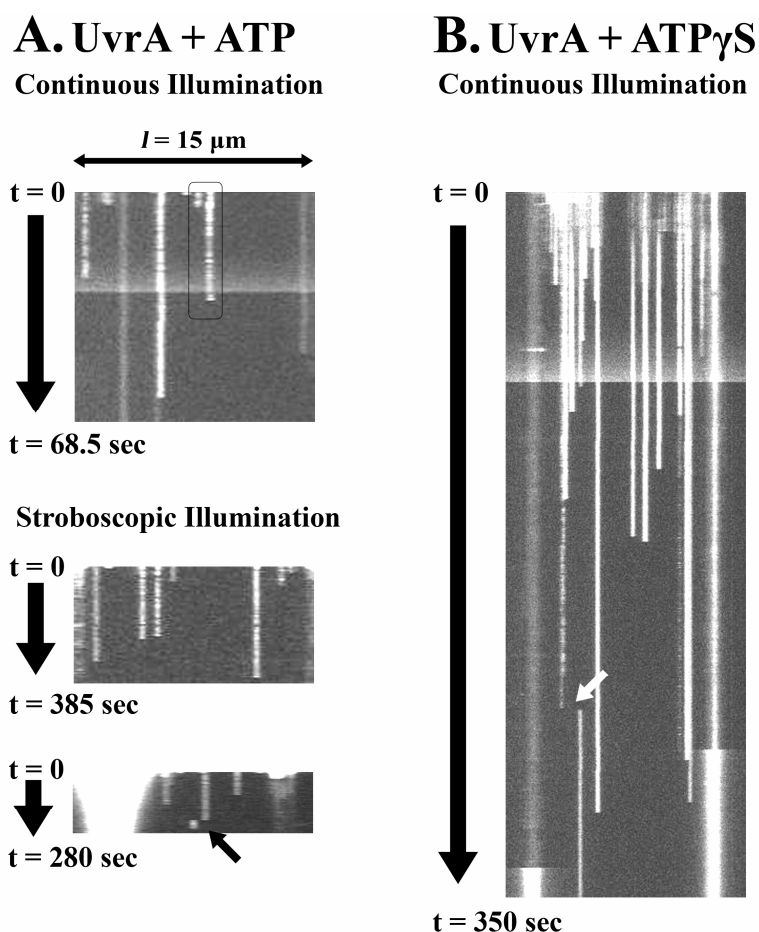 A. UvrA + ATP
Continuous Illumination
l = 15 μm
t = 0
t = 68.5 sec
Stroboscopic Illumination
t = 0
t = 385 sec
t = 0
t = 280 sec
B. UvrA + ATPγS
Continuous Illumination
t = 0
t = 350 sec